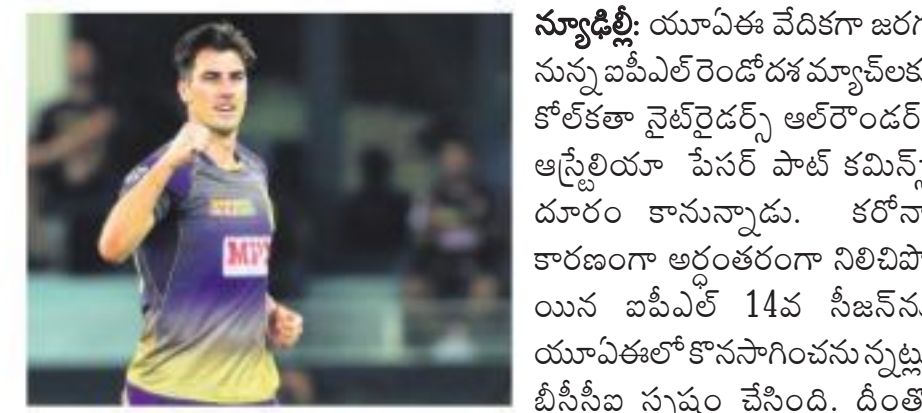 MP
న్యూఢిల్లీ: యూఏఈ వేదికగా జరగ
నున్న ఐపీఎల్ రెండోదశ మ్యాచ్‌లకు
కోల్‌కతా నైట్‌రైడర్స్ ఆల్‌రౌండర్
ఆస్ట్రేలియా పేసర్ పాట్ కమిన్స్
దూరం కానున్నాడు. కరోనా
కారణంగా అర్ధంతరంగా నిలిచిపో
యిన ఐపీఎల్ 14వ సీజన్‌ను
యూఏఈలో కొనసాగించనున్నట్లు
బీసీసీఐ స్పష్టం చేసింది. దీంతో